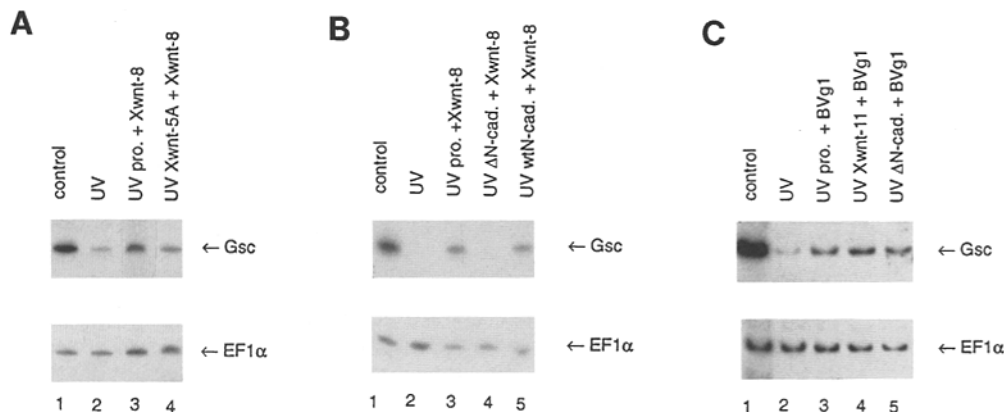 A
control
UV
UV pro. + Xwnt-8
UV Xwnt-5A + Xwnt-8
← Gsc
← EF1α
1 2 3 4
B
control
UV
UV pro. +Xwnt-8
UV ΔN-cad. + Xwnt-8
UV wtN-cad. + Xwnt-8
← Gsc
← EF1α
1 2 3 4 5
C
control
UV
UV pro. + BVg1
UV Xwnt-11 + BVg1
UV ΔN-cad. + BVg1
← Gsc
← EF1α
1 2 3 4 5